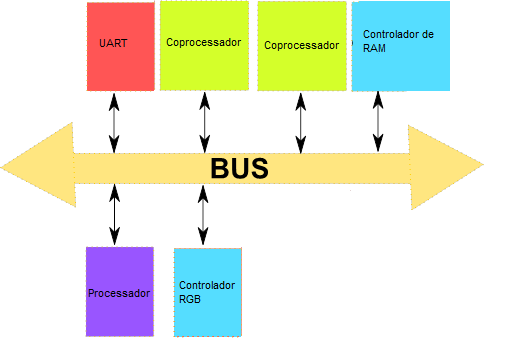 UART
Coprocessador
Coprocessador
Controlador de
RAM
BUS
Processador
Controlador
RGB